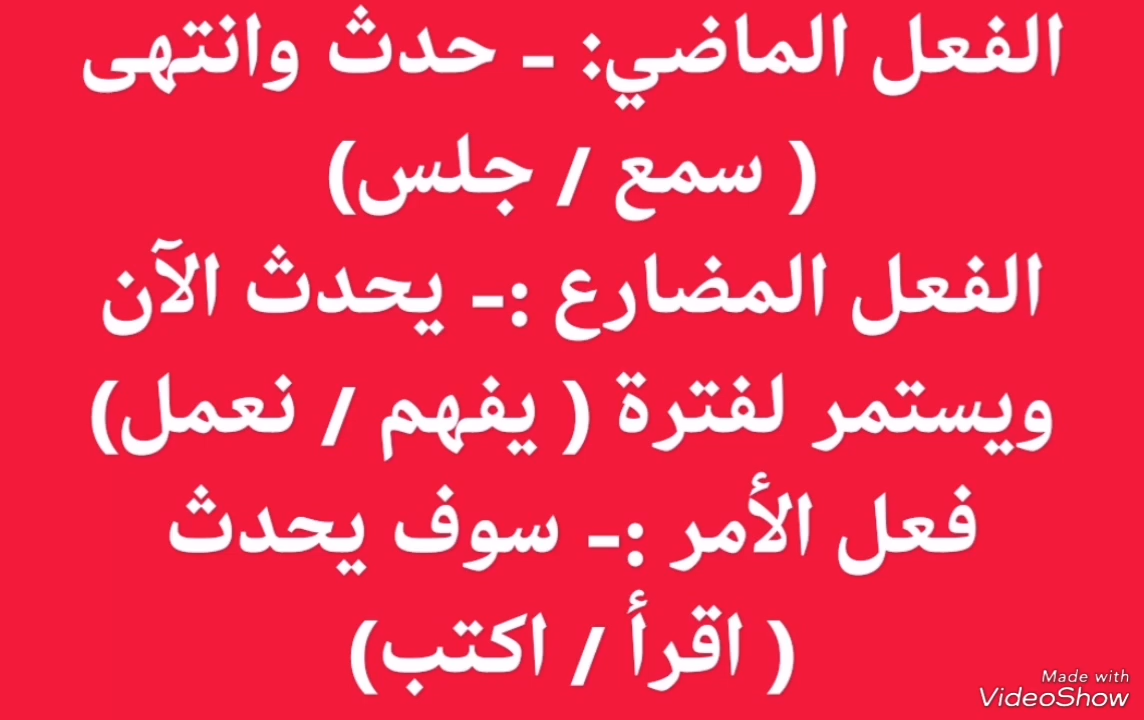 الفعل الماضي: - حدث وانتهى
( سمع / جلس)
الفعل المضارع :- يحدث الآن
ويستمر لفترة ( يفهم / نعمل)
فعل الأمر :- سوف يحدث
( اقرأ / اكتب)
Made with
VideoShow